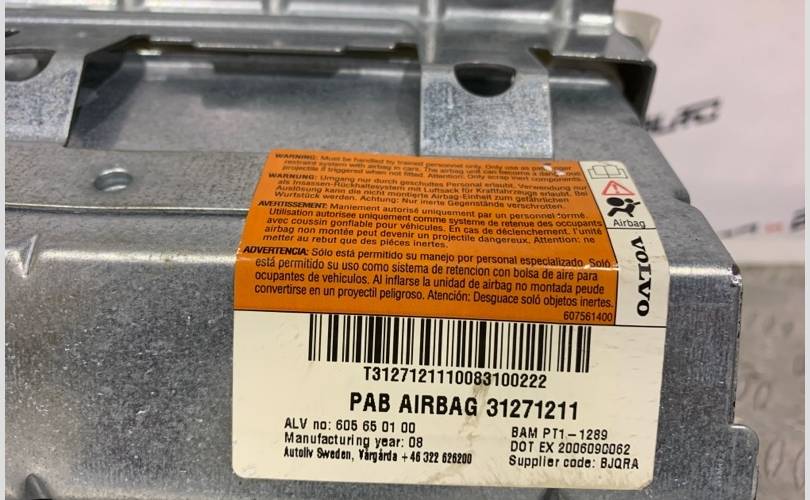 WARNING: Must be handled by trained personnel only. Only use as passenger
restraint system with airbag in cars. The airbag unit can become a dangerous
projectile if triggered when not fitted. Attention: Only scrap inert components.
WARNUNG: Umgang nur durch geschultes Personal erlaubt. Verwendung nur
als Insassen-Rückhaltesystem mit Luftsack für Kraftfahrzeuge erlaubt. Bei
Auslösung kann die nicht montierte Airbag-Einheit zum gefährlichen
Wurfstück werden. Achtung: Nur inerte Gegenstände verschrotten.
AVERTISSEMENT: Maniement autorisé uniquement par un personnel formé.
Utilisation autorisée uniquement comme système de retenue des occupants
avec coussin gonflable pour véhicules. En cas de déclenchement, l'unité
airbag non montée peut devenir un projectile dangereux. Attention: ne
metter au rebut que des pièces inertes.
ADVERTENCIA: Sólo está permitido su manejo por personal especializado. Soló
está permitido su uso como sistema de retencion con bolsa de aire para
ocupantes de vehiculos. Al inflarse la unidad de airbag no montada peude
convertirse en un proyectil peligroso. Atención: Desguace soló objetos inertes.
607561400
Airbag
VOLVO
T3127121110083100222
PAB AIRBAG 31271211
ALV no: 605 65 01 00
Manufacturing year: 08
Autoliv Sweden, Vårgårda +46 322 626200
BAM PT1-1289
DOT EX 2006090062
Supplier code: BJQRA